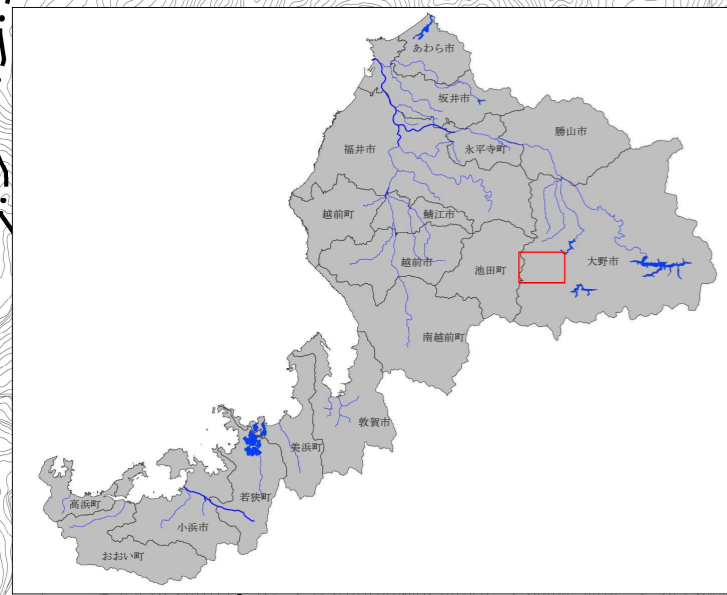 あわら市
坂井市
勝山市
福井市
永平寺町
越前町
鯖江市
越前市
池田町
大野市
南越前町
敦賀市
美浜町
若狭町
高浜町
小浜市
おおい町